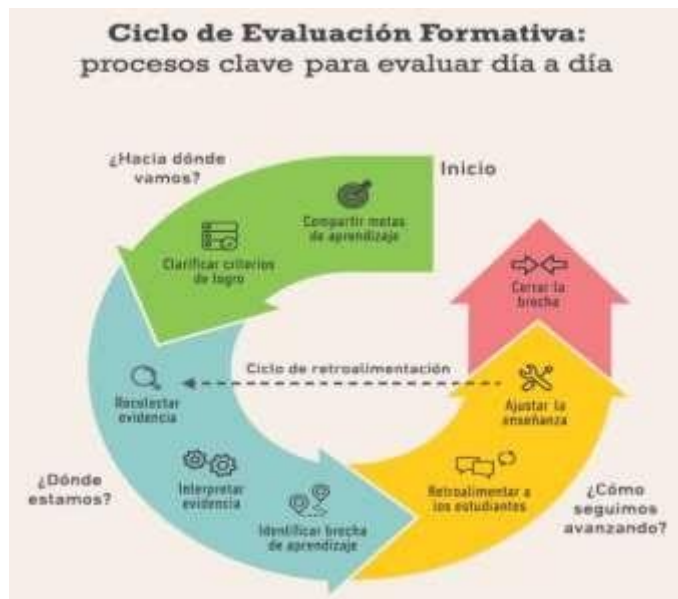 Ciclo de Evaluación Formativa:
procesos clave para evaluar día a día
¿Hacia dónde
vamos?
Inicio
Compartir metas
de aprendizaje
Clarificar criterios
de logro
Cerrar la
brecha
Ciclo de retroalimentación
Recolectar
evidencia
Ajustar la
enseñanza
¿Dónde
estamos?
Interpretar
evidencia
Identificar brecha
de aprendizaje
Retroalimentar a
los estudiantes
¿Cómo
seguimos
avanzando?